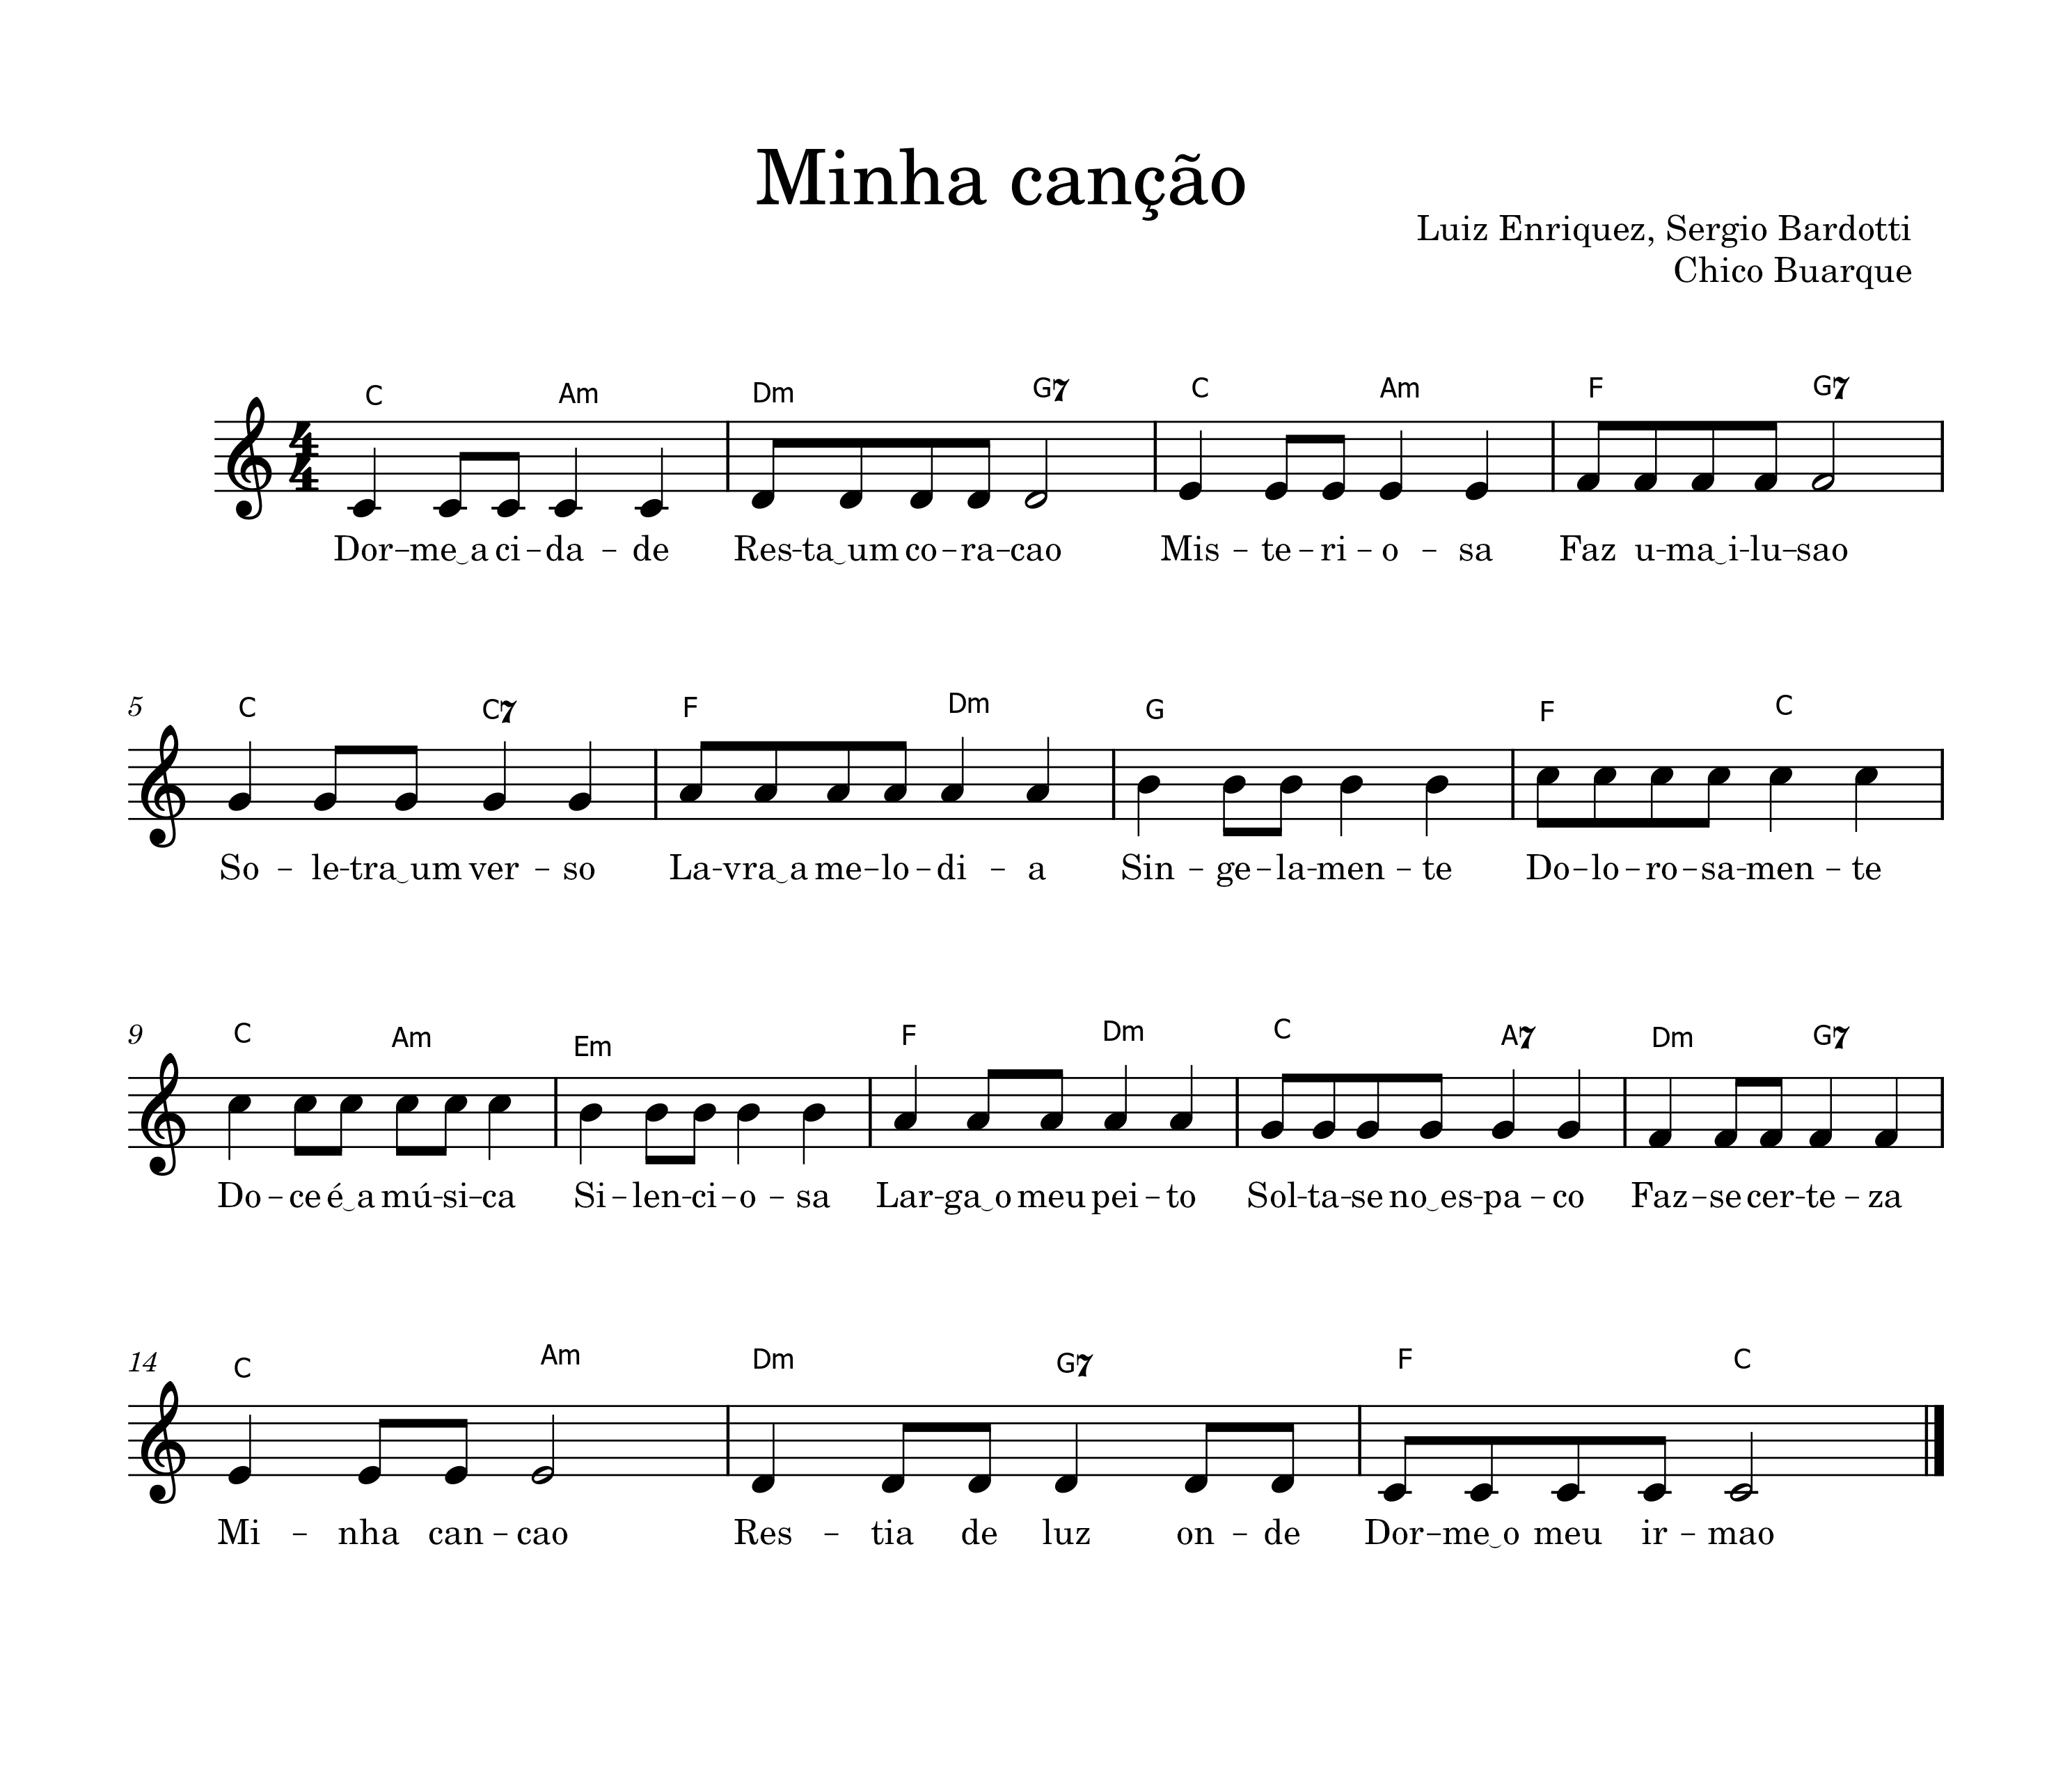 Minha canção
Luiz Enriquez, Sergio Bardotti
Chico Buarque
C Am Dm G7 C Am F G7
4
4
Dor-me‿a ci-da-de Res-ta‿um co-ra-cao Mis-te-ri-o-sa Faz u-ma‿i-lu-sao
5 C C7 F Dm G F C
So-le-tra‿um ver-so La-vra‿a me-lo-di-a Sin-ge-la-men-te Do-lo-ro-sa-men-te
9 C Am Em F Dm C A7 Dm G7
Do-ce é‿a mú-si-ca Si-len-ci-o-sa Lar-ga‿o meu pei-to Sol-ta-se no‿es-pa-co Faz-se cer-te-za
14 C Am Dm G7 F C
Mi-nha can-cao Res-tia de luz on-de Dor-me‿o meu ir-mao